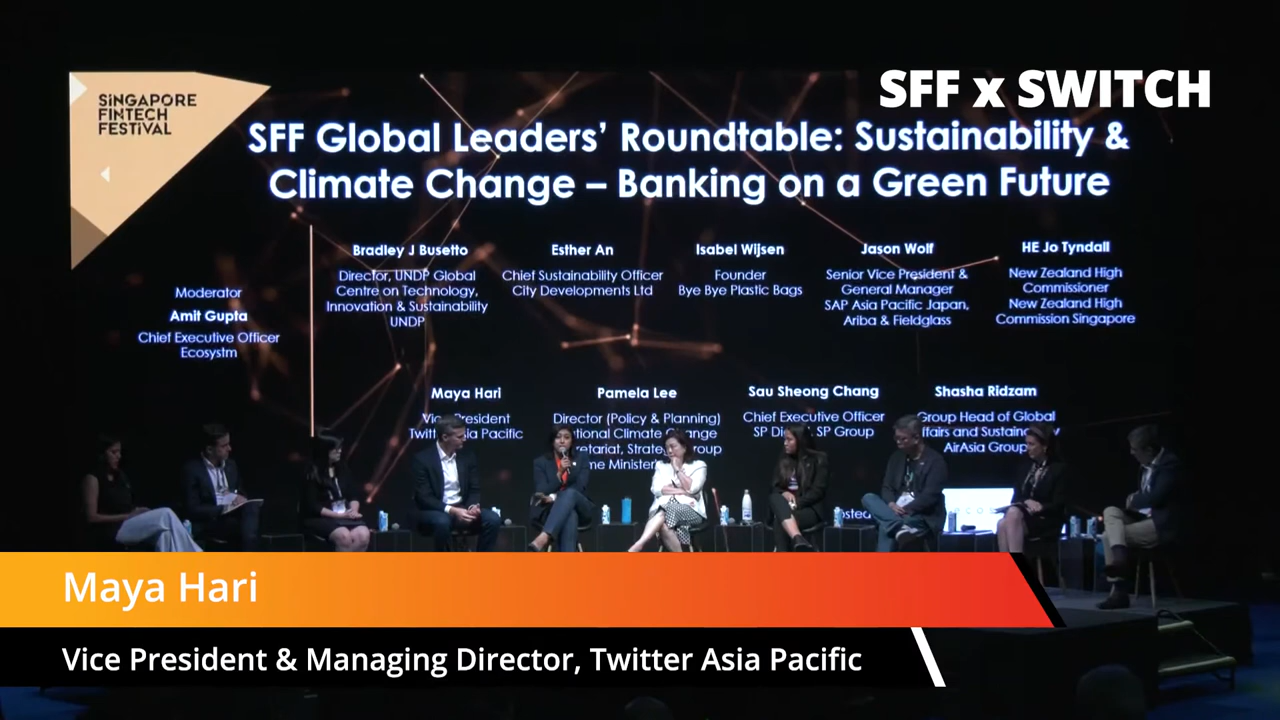 SiNGAPORE
FiNTECH
FESTiVAL
SFF x SWITCH
SFF Global Leaders’ Roundtable: Sustainability &
Climate Change – Banking on a Green Future
Moderator
Amit Gupta
Chief Executive Officer
Ecosystm
Bradley J Busetto
Director, UNDP Global
Centre on Technology,
Innovation & Sustainability
UNDP
Esther An
Chief Sustainability Officer
City Developments Ltd
Isabel Wijsen
Founder
Bye Bye Plastic Bags
Jason Wolf
Senior Vice President &
General Manager
SAP Asia Pacific Japan,
Ariba & Fieldglass
HE Jo Tyndall
New Zealand High
Commissioner
New Zealand High
Commission Singapore
Maya Hari
President
Pacific
Pamela Lee
Director (Policy & Planning)
Climate Change
Sau Sheong Chang
Chief Executive Officer
SP Group
Shasha Ridzam
Group Head of Global
and
AirAsia Group
Maya Hari
Vice President & Managing Director, Twitter Asia Pacific